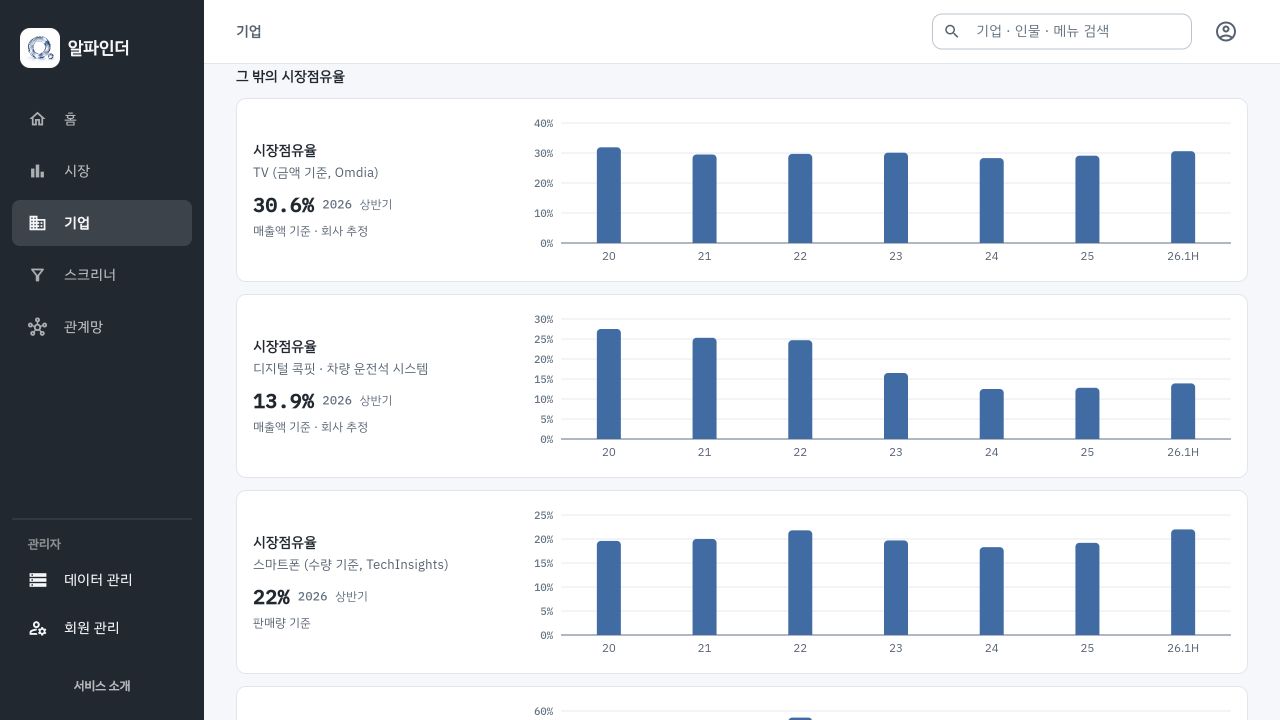 알파인더
홈
시장
기업
스크리너
관계망
관리자
데이터 관리
회원 관리
서비스 소개
기업
기업 · 인물 · 메뉴 검색
그 밖의 시장점유율
시장점유율
TV (금액 기준, Omdia)
30.6% 2026 상반기
매출액 기준 · 회사 추정
40%
30%
20%
10%
0%
20 21 22 23 24 25 26.1H
시장점유율
디지털 콕핏 · 차량 운전석 시스템
13.9% 2026 상반기
매출액 기준 · 회사 추정
30%
25%
20%
15%
10%
5%
0%
20 21 22 23 24 25 26.1H
시장점유율
스마트폰 (수량 기준, TechInsights)
22% 2026 상반기
판매량 기준
25%
20%
15%
10%
5%
0%
20 21 22 23 24 25 26.1H
60%